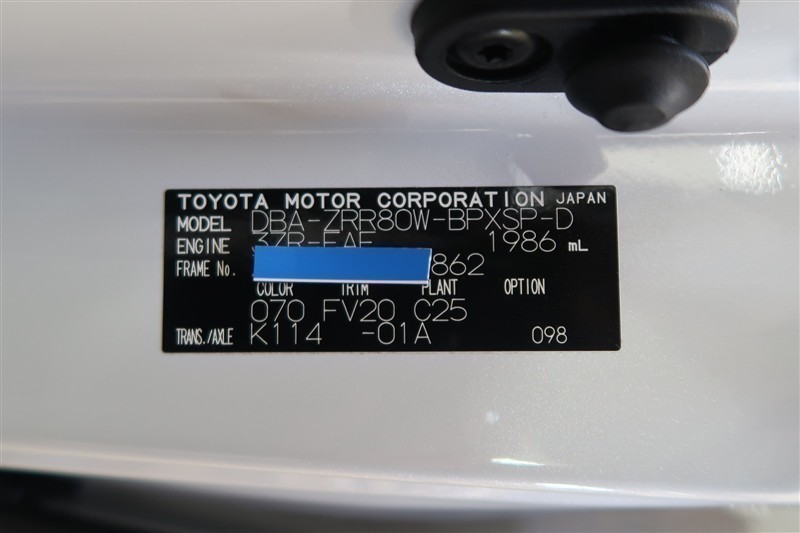 TOYOTA MOTOR CORPORATION JAPAN
MODEL DBA-ZRR80W-BPXSP-D
ENGINE 3ZR-FAE 1986 mL
FRAME No. 862
COLOR TRIM PLANT OPTION
070 FV20 C25
TRANS./AXLE K114 -01A 098